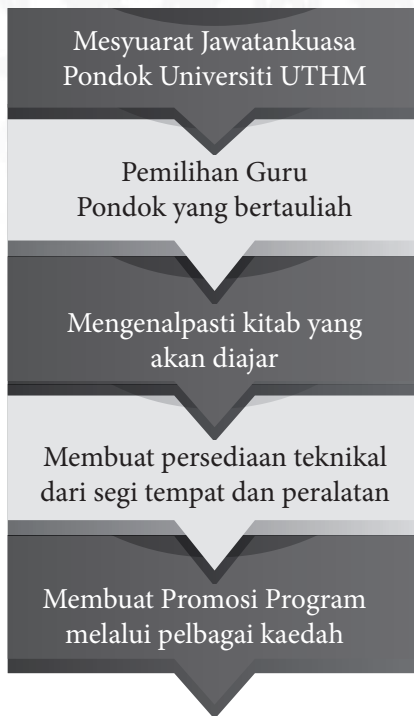 Mesyuarat Jawatankuasa
Pondok Universiti UTHM
Pemilihan Guru
Pondok yang bertauliah
Mengenalpasti kitab yang
akan diajar
Membuat persediaan teknikal
dari segi tempat dan peralatan
Membuat Promosi Program
melalui pelbagai kaedah